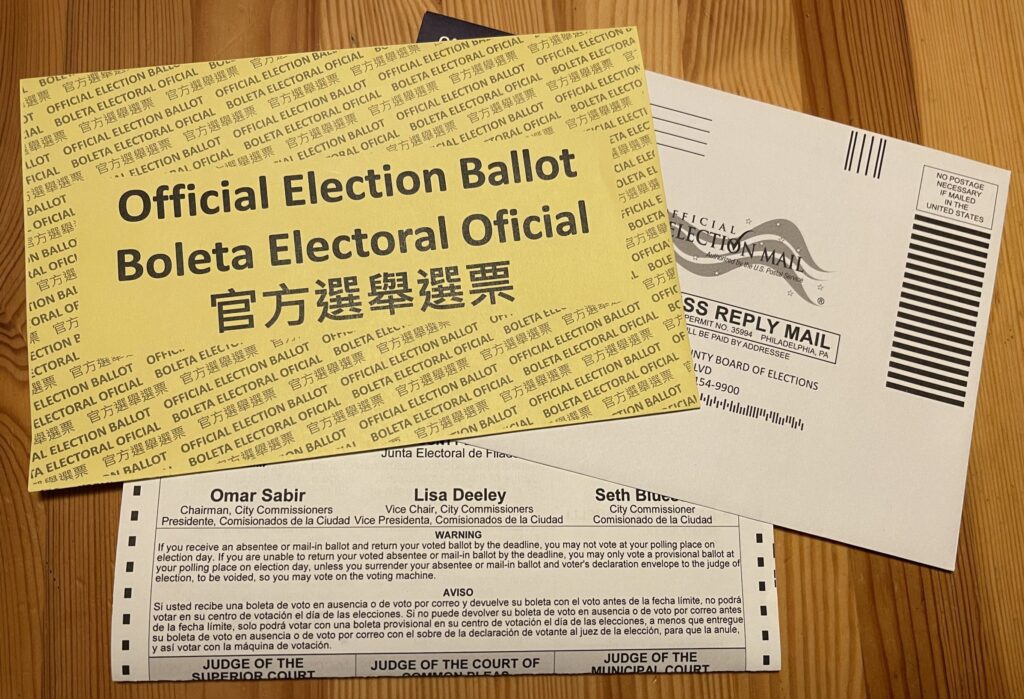 Official Election Ballot
Boleta Electoral Oficial
官方選舉選票
OFFICIAL ELECTION BALLOT
BOLETA ELECTORAL OFICIAL
官方選舉選票
NO POSTAGE
NECESSARY
IF MAILED
IN THE
UNITED STATES
OFFICIAL
ELECTION MAIL
Authorized by the U.S. Postal Service
®
SS REPLY MAIL
PERMIT NO. 35994 PHILADELPHIA, PA
BE PAID BY ADDRESSEE
BOARD OF ELECTIONS
LVD
154-9900
Junta Electoral de
Omar Sabir
Chairman, City Commissioners
Presidente, Comisionados de la Ciudad
Lisa Deeley
Vice Chair, City Commissioners
Vice Presidenta, Comisionados de la Ciudad
Seth
City Commissioner
Comisionado de la Ciudad
WARNING
If you receive an absentee or mail-in ballot and return your voted ballot by the deadline, you may not vote at your polling place on
election day. If you are unable to return your voted absentee or mail-in ballot by the deadline, you may only vote a provisional ballot at
your polling place on election day, unless you surrender your absentee or mail-in ballot and voter's declaration envelope to the judge of
election, to be voided, so you may vote on the voting machine.
AVISO
Si usted recibe una boleta de voto en ausencia o de voto por correo y devuelve su boleta con el voto antes de la fecha límite, no podrá
votar en su centro de votación el día de las elecciones. Si no puede devolver su boleta de voto en ausencia o de voto por correo antes
de la fecha límite, solo podrá votar con una boleta provisional en su centro de votación el día de las elecciones, a menos que entregue
su boleta de voto en ausencia o de voto por correo con el sobre de la declaración de votante al juez de la elección, para que la anule,
y así votar con la máquina de votación.
JUDGE OF THE
SUPERIOR COURT
JUDGE OF THE COURT OF
COMMON PLEAS
JUDGE OF THE
MUNICIPAL COURT